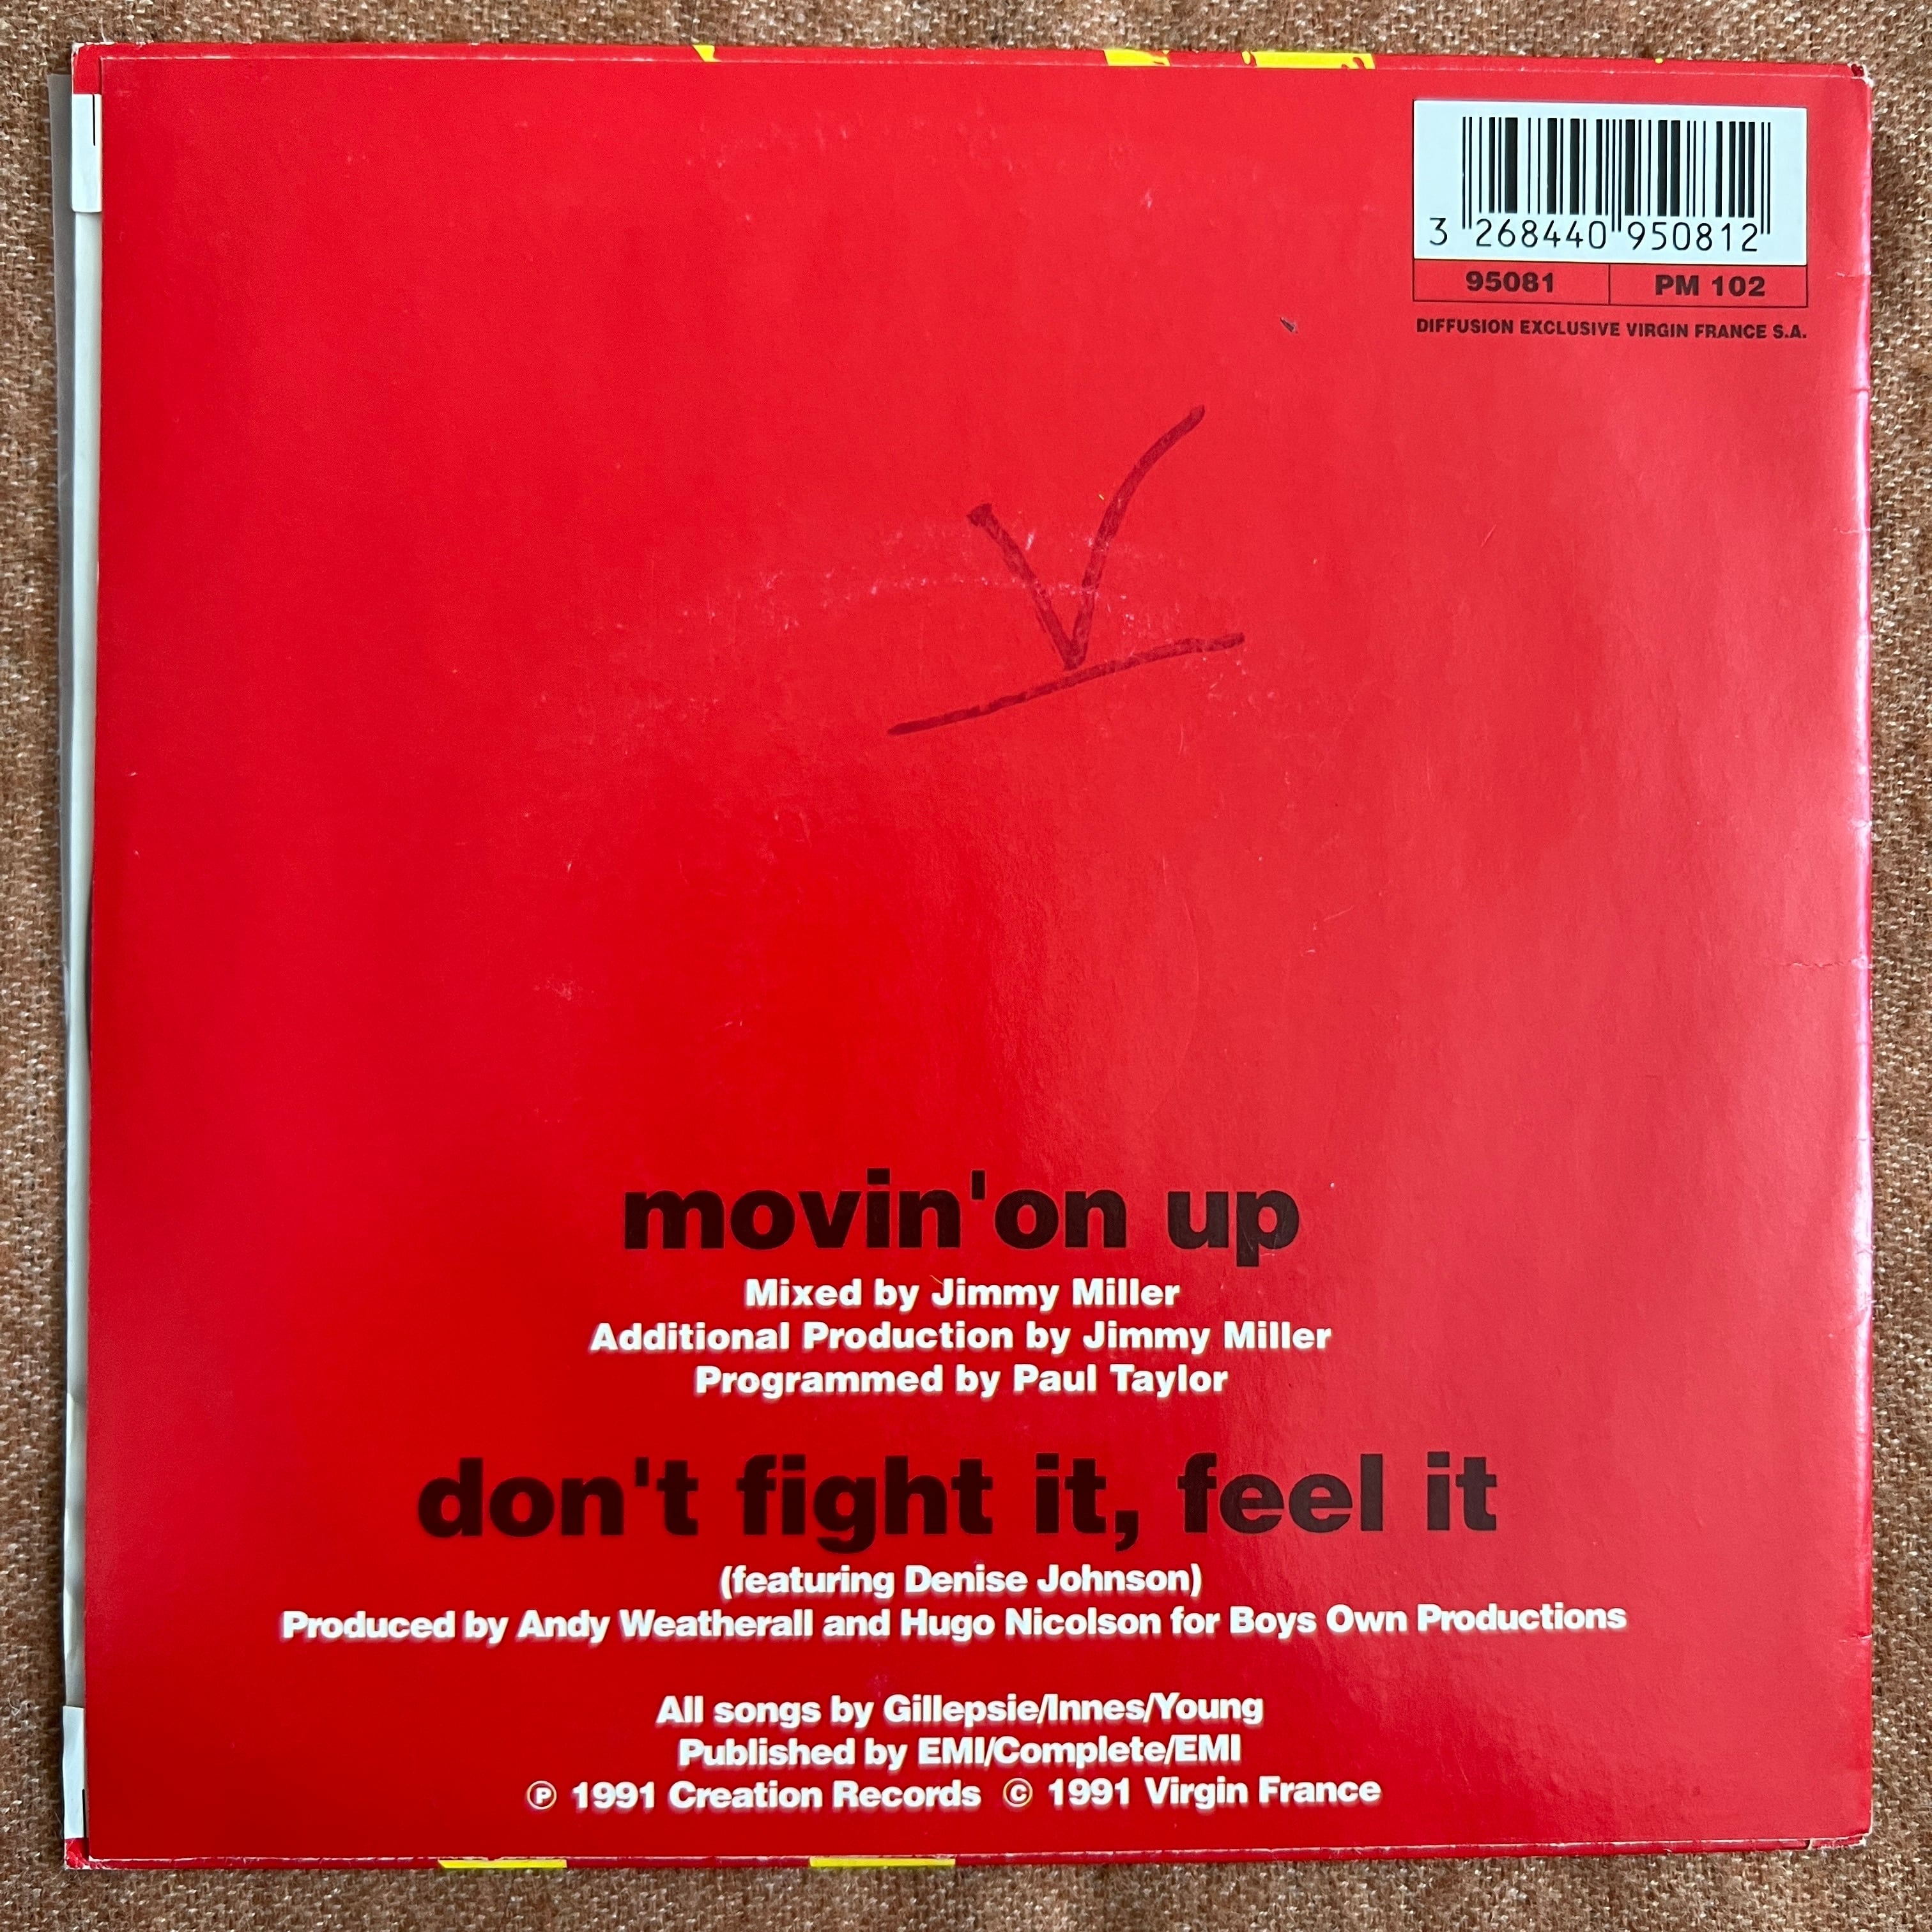 3 268440 950812
95081 PM 102
DIFFUSION EXCLUSIVE VIRGIN FRANCE S.A.
V
movin'on up
Mixed by Jimmy Miller
Additional Production by Jimmy Miller
Programmed by Paul Taylor
don't fight it, feel it
(featuring Denise Johnson)
Produced by Andy Weatherall and Hugo Nicolson for Boys Own Productions
All songs by Gillepsie/Innes/Young
Published by EMI/Complete/EMI
℗ 1991 Creation Records © 1991 Virgin France